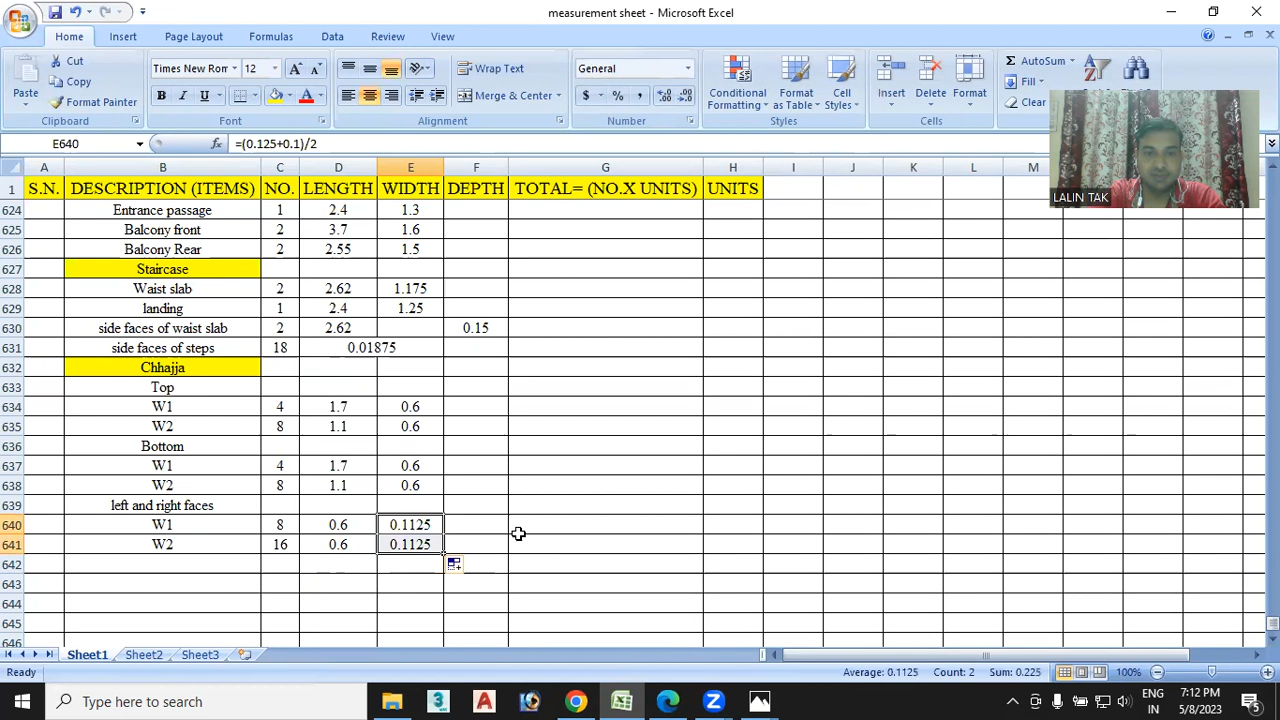 measurement sheet - Microsoft Excel
Home Insert Page Layout Formulas Data Review View
Paste Cut Copy Format Painter Clipboard
Times New Rom 12 B I U A A A Font
Wrap Text Merge & Center Alignment
General $ % , Number
Conditional Formatting Format as Table Cell Styles Styles
Insert Delete Format Cells
Σ AutoSum Fill Clear
LALIN TAK
E640 fx =(0.125+0.1)/2
A B C D E F G H I J K L M
1 S.N. DESCRIPTION (ITEMS) NO. LENGTH WIDTH DEPTH TOTAL= (NO.X UNITS) UNITS
624 Entrance passage 1 2.4 1.3
625 Balcony front 2 3.7 1.6
626 Balcony Rear 2 2.55 1.5
627 Staircase
628 Waist slab 2 2.62 1.175
629 landing 1 2.4 1.25
630 side faces of waist slab 2 2.62 0.15
631 side faces of steps 18 0.01875
632 Chhajja
633 Top
634 W1 4 1.7 0.6
635 W2 8 1.1 0.6
636 Bottom
637 W1 4 1.7 0.6
638 W2 8 1.1 0.6
639 left and right faces
640 W1 8 0.6 0.1125
641 W2 16 0.6 0.1125
642
643
644
645
646
Sheet1 Sheet2 Sheet3
Ready Average: 0.1125 Count: 2 Sum: 0.225 100%
Type here to search
ENG
IN
7:12 PM
5/8/2023
5